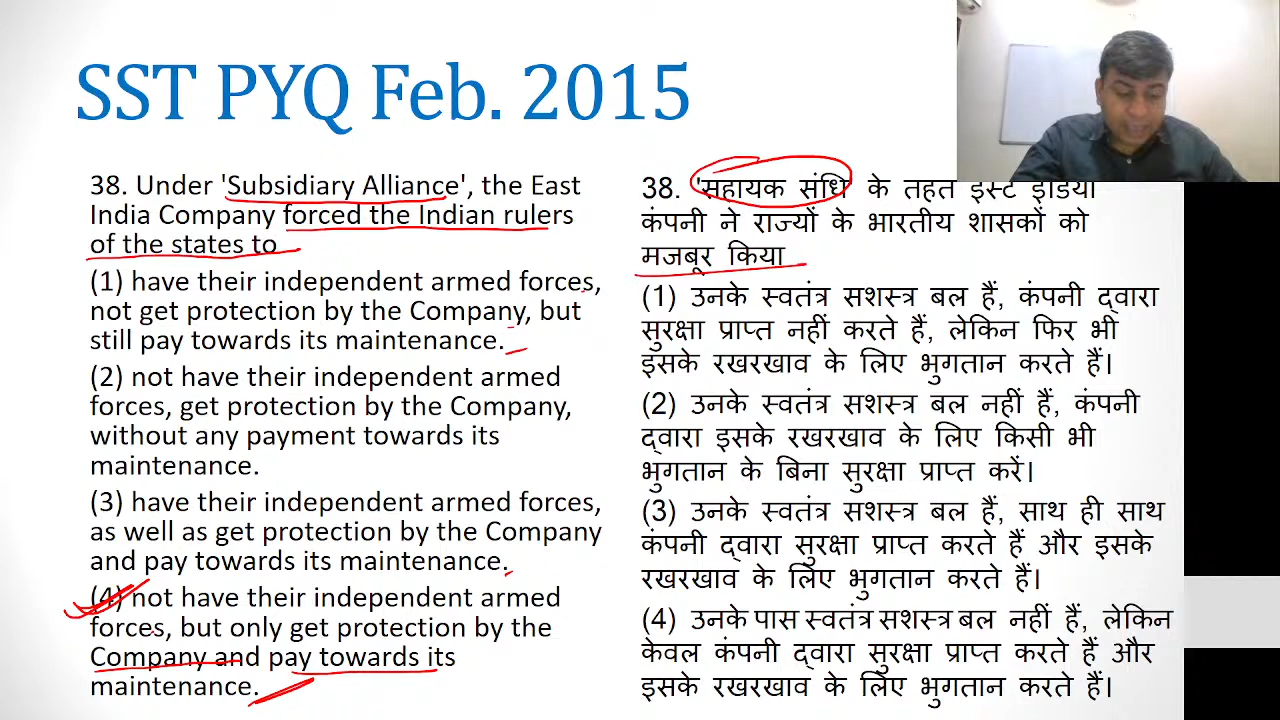 SST PYQ Feb. 2015
38. Under 'Subsidiary Alliance', the East
India Company forced the Indian rulers
of the states to
(1) have their independent armed forces,
not get protection by the Company, but
still pay towards its maintenance.
(2) not have their independent armed
forces, get protection by the Company,
without any payment towards its
maintenance.
(3) have their independent armed forces,
as well as get protection by the Company
and pay towards its maintenance.
(4) not have their independent armed
forces, but only get protection by the
Company and pay towards its
maintenance.
38. 'सहायक संधि' के तहत ईस्ट इंडिया
कंपनी ने राज्यों के भारतीय शासकों को
मजबूर किया
(1) उनके स्वतंत्र सशस्त्र बल हैं, कंपनी द्वारा
सुरक्षा प्राप्त नहीं करते हैं, लेकिन फिर भी
इसके रखरखाव के लिए भुगतान करते हैं।
(2) उनके स्वतंत्र सशस्त्र बल नहीं हैं, कंपनी
द्वारा इसके रखरखाव के लिए किसी भी
भुगतान के बिना सुरक्षा प्राप्त करें।
(3) उनके स्वतंत्र सशस्त्र बल हैं, साथ ही साथ
कंपनी द्वारा सुरक्षा प्राप्त करते हैं और इसके
रखरखाव के लिए भुगतान करते हैं।
(4) उनके पास स्वतंत्र सशस्त्र बल नहीं हैं, लेकिन
केवल कंपनी द्वारा सुरक्षा प्राप्त करते हैं और
इसके रखरखाव के लिए भुगतान करते हैं।